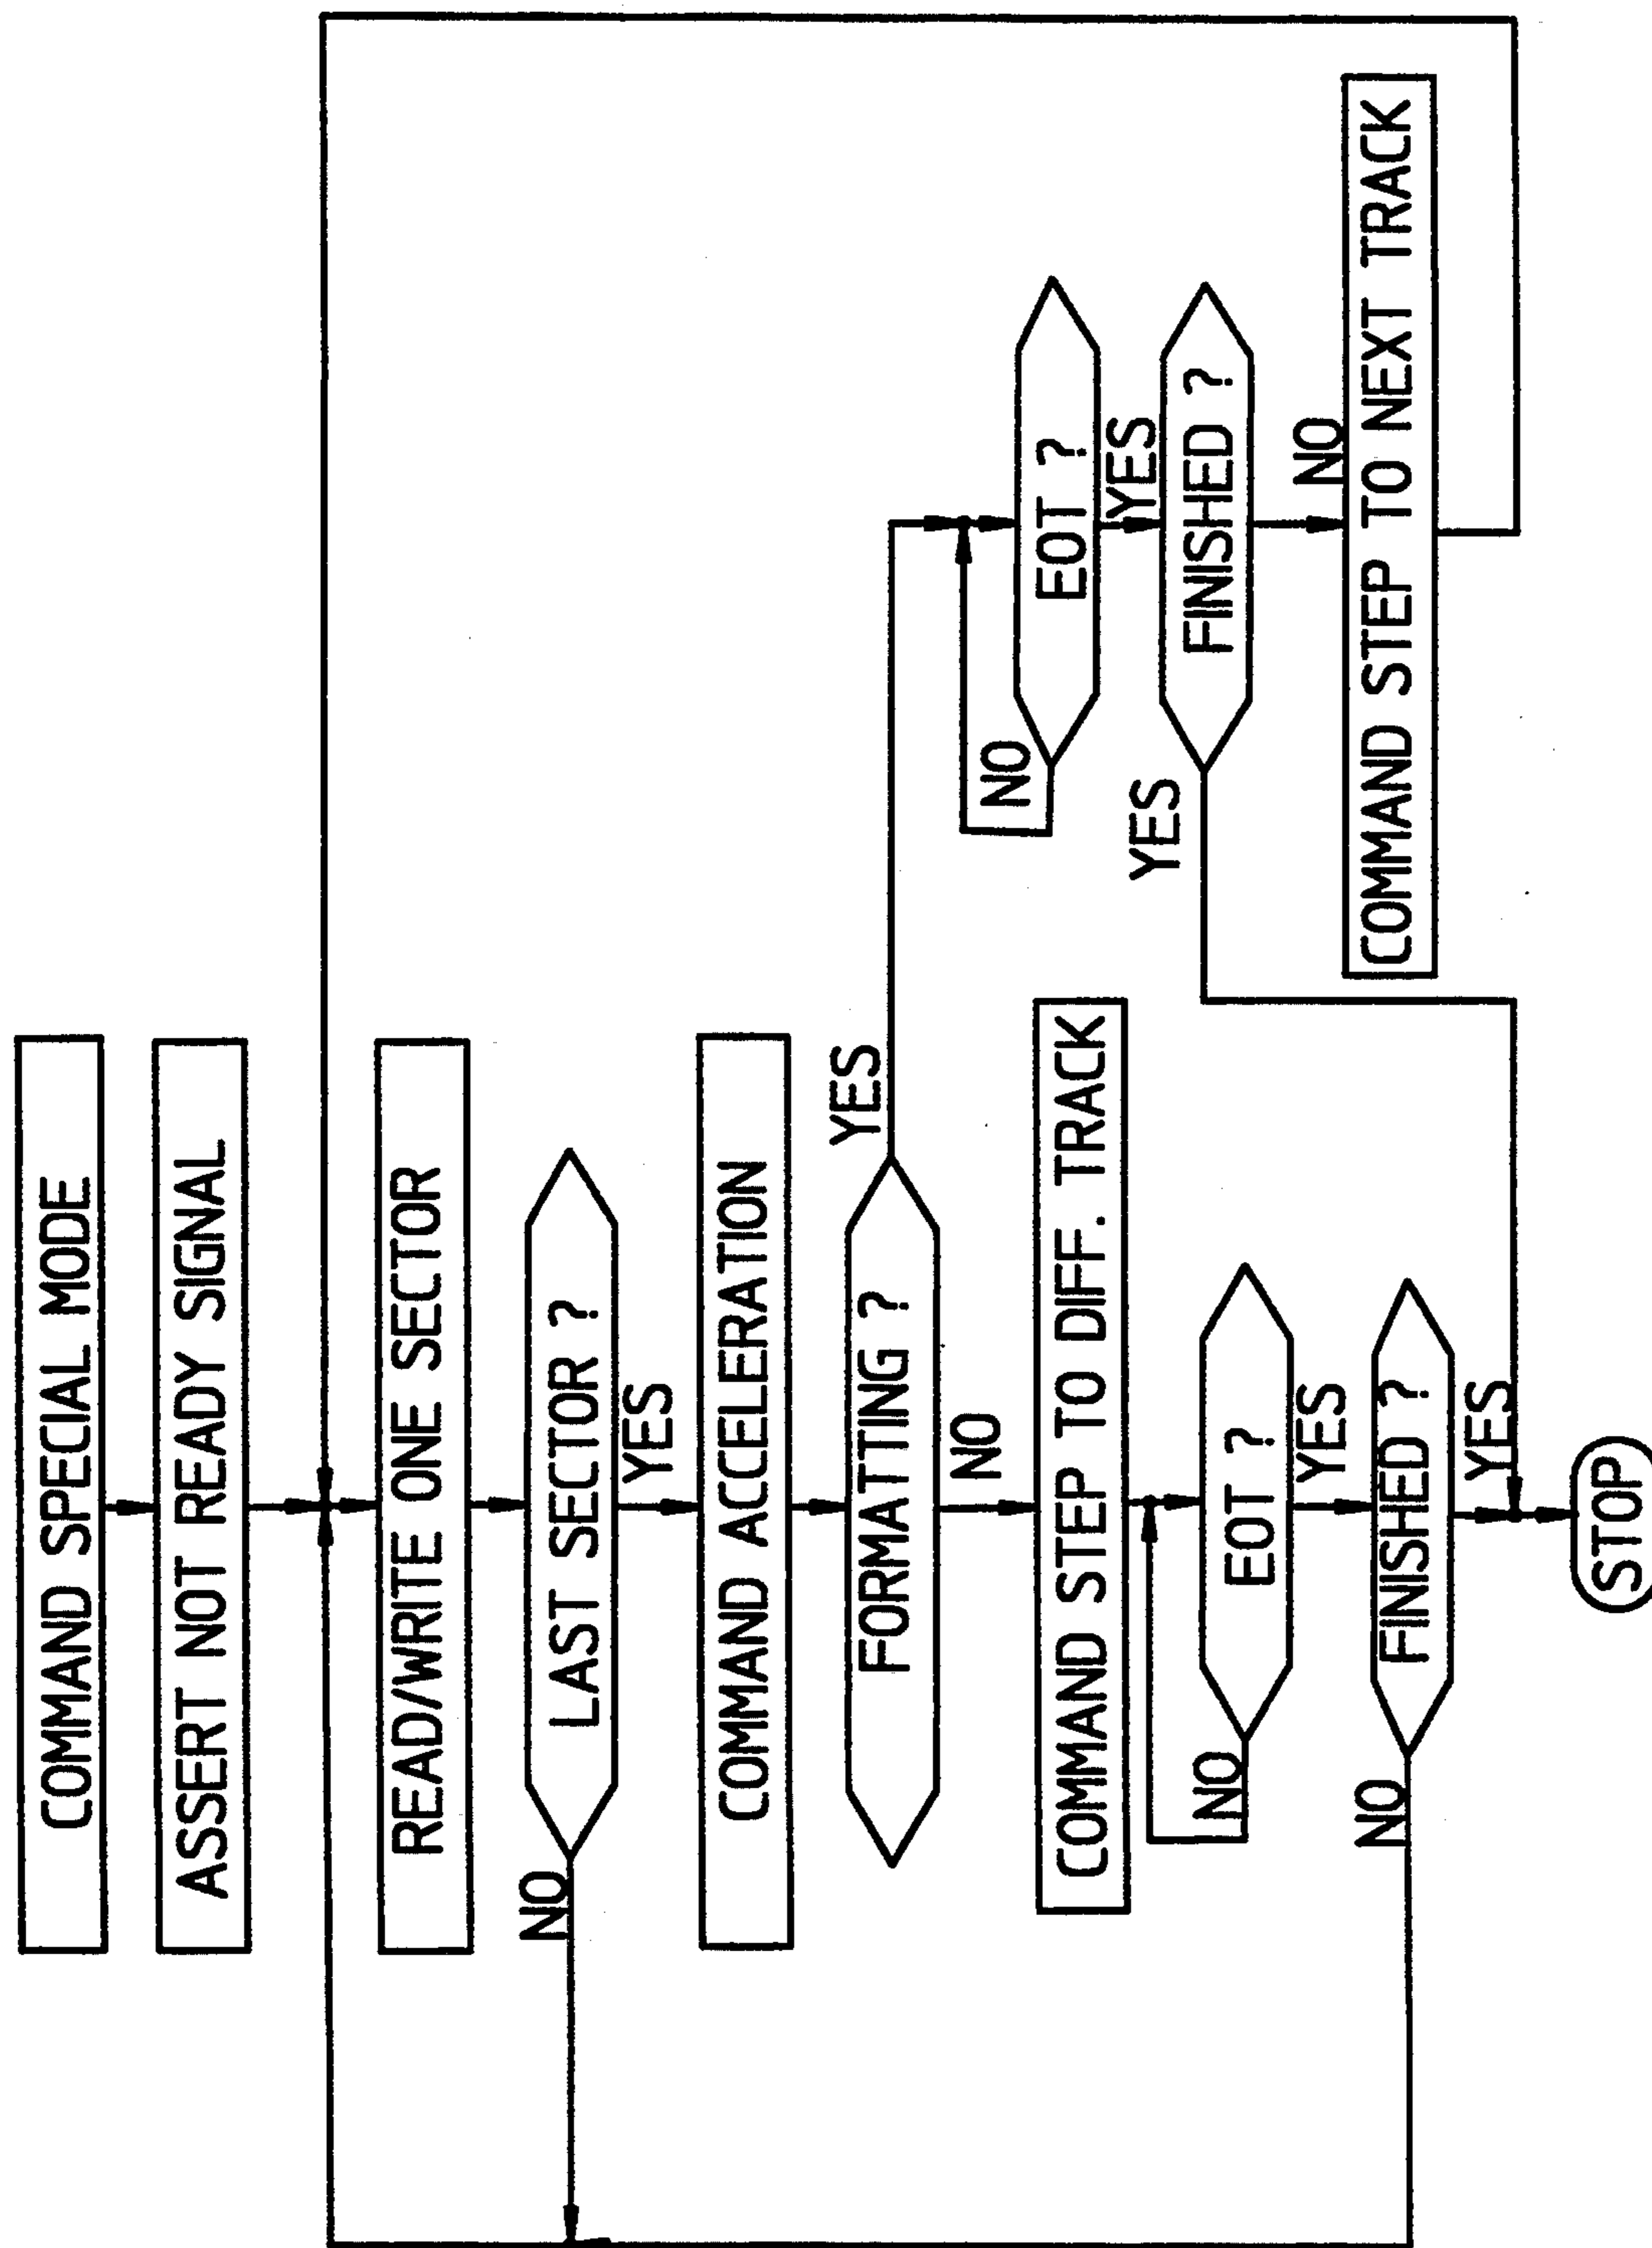 COMMAND SPECIAL MODE
ASSERT NOT READY SIGNAL
READ/WRITE ONE SECTOR
NO
LAST SECTOR ?
YES
COMMAND ACCELERATION
FORMATTING ?
YES
NO
COMMAND STEP TO DIFF. TRACK
NO
EOT ?
YES
NO
FINISHED ?
YES
STOP
NO
EOT ?
YES
YES
FINISHED ?
NO
COMMAND STEP TO NEXT TRACK